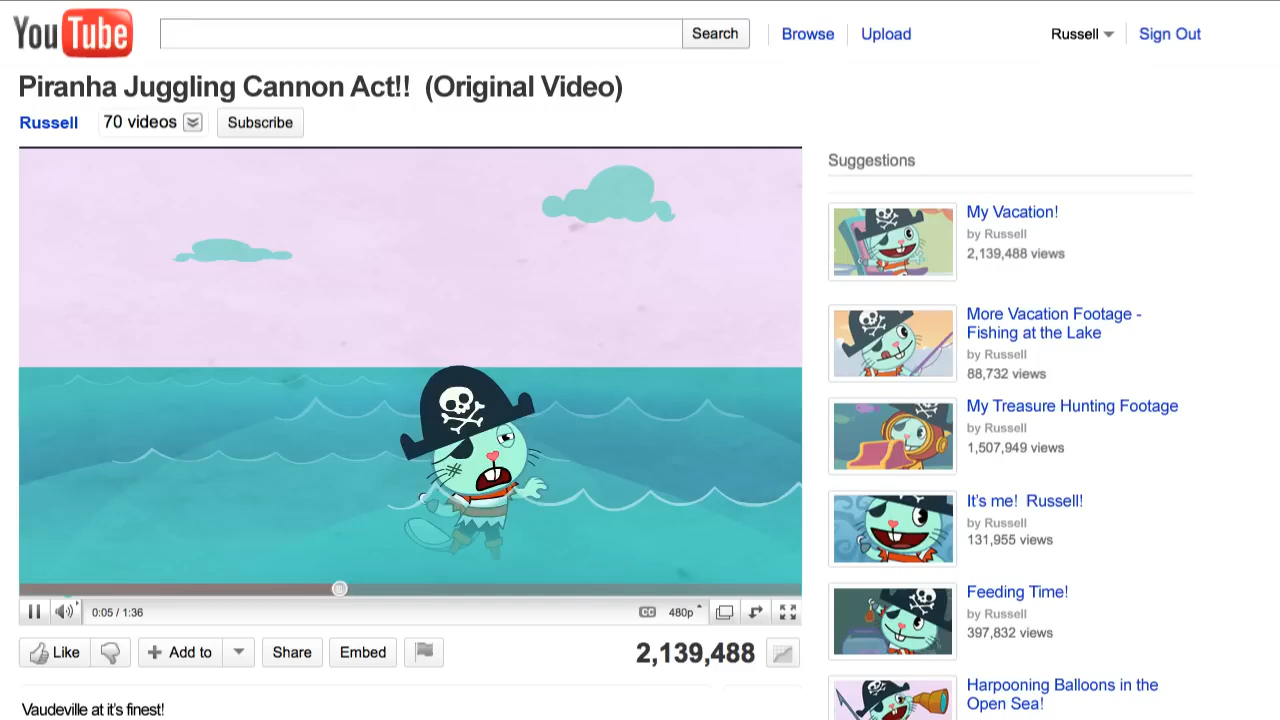 YouTube
Search
Browse
Upload
Russell
Sign Out
Piranha Juggling Cannon Act!! (Original Video)
Russell
70 videos
Subscribe
Suggestions
My Vacation!
by Russell
2,139,488 views
More Vacation Footage -
Fishing at the Lake
by Russell
88,732 views
My Treasure Hunting Footage
by Russell
1,507,949 views
It's me! Russell!
by Russell
131,955 views
Feeding Time!
by Russell
397,832 views
Harpooning Balloons in the
Open Sea!
0:05 / 1:36
CC
480p
Like
Add to
Share
Embed
2,139,488
Vaudeville at it's finest!